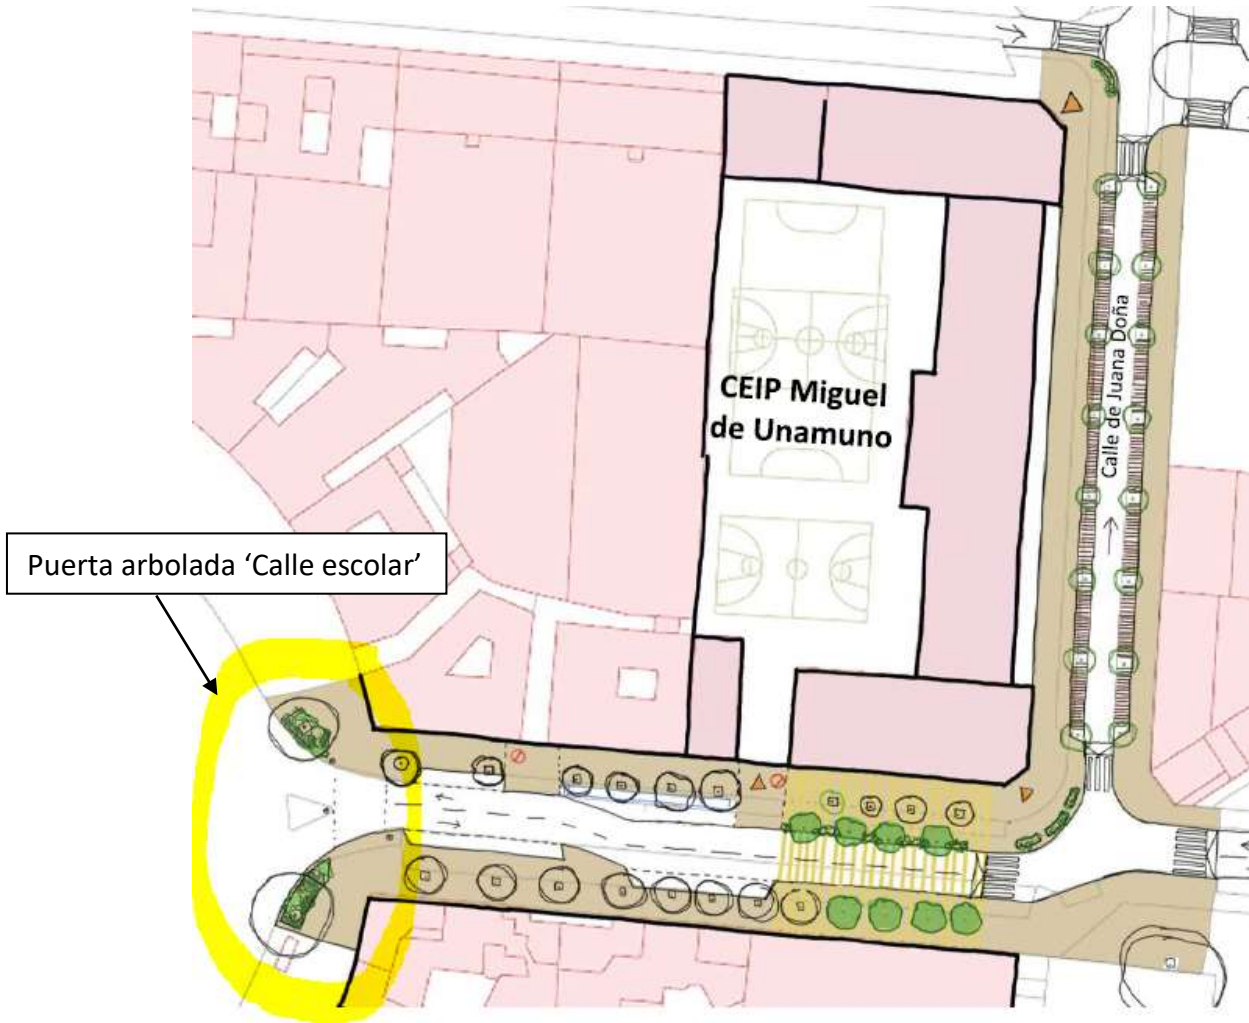 CEIP Miguel
de Unamuno
Calle de Juana Doña
Puerta arbolada ‘Calle escolar’